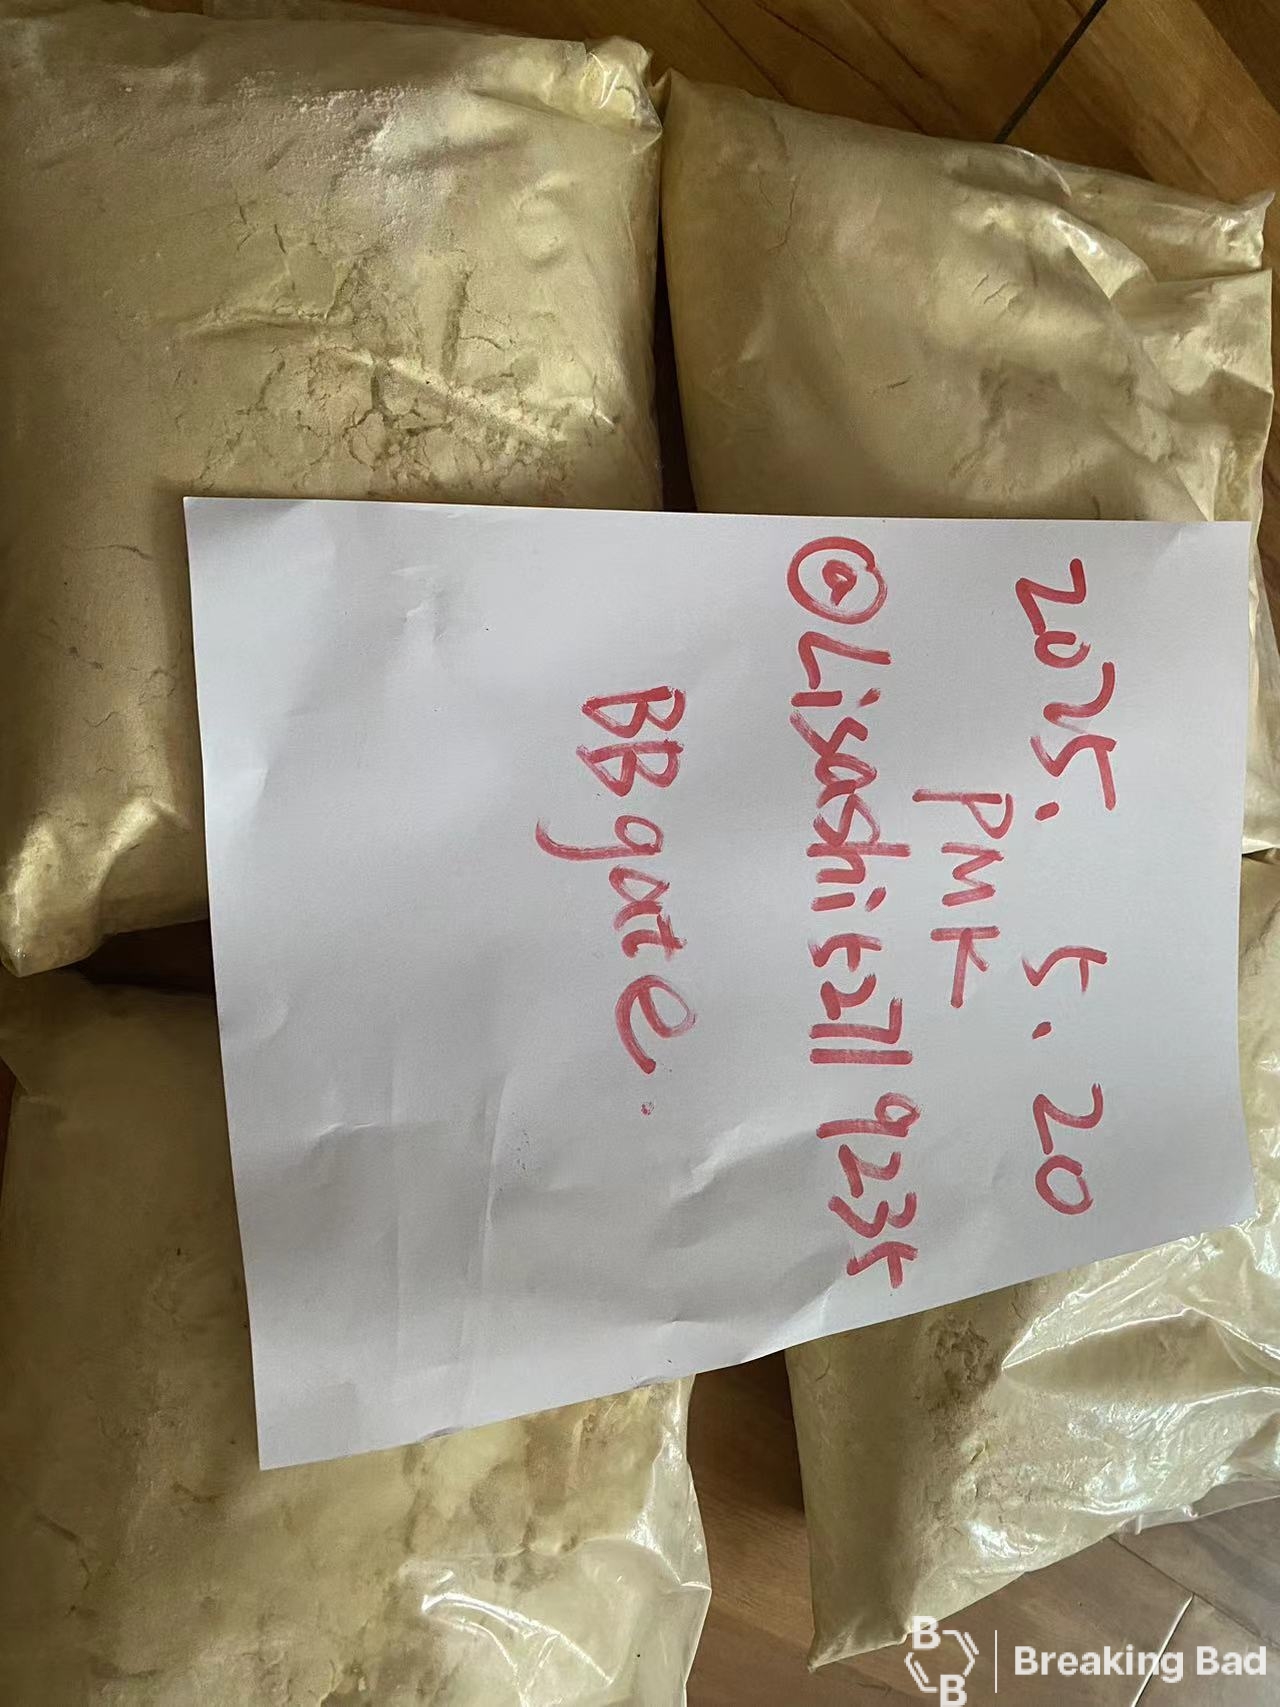 2025. 5. 20
PMK
BBgate.
Breaking Bad